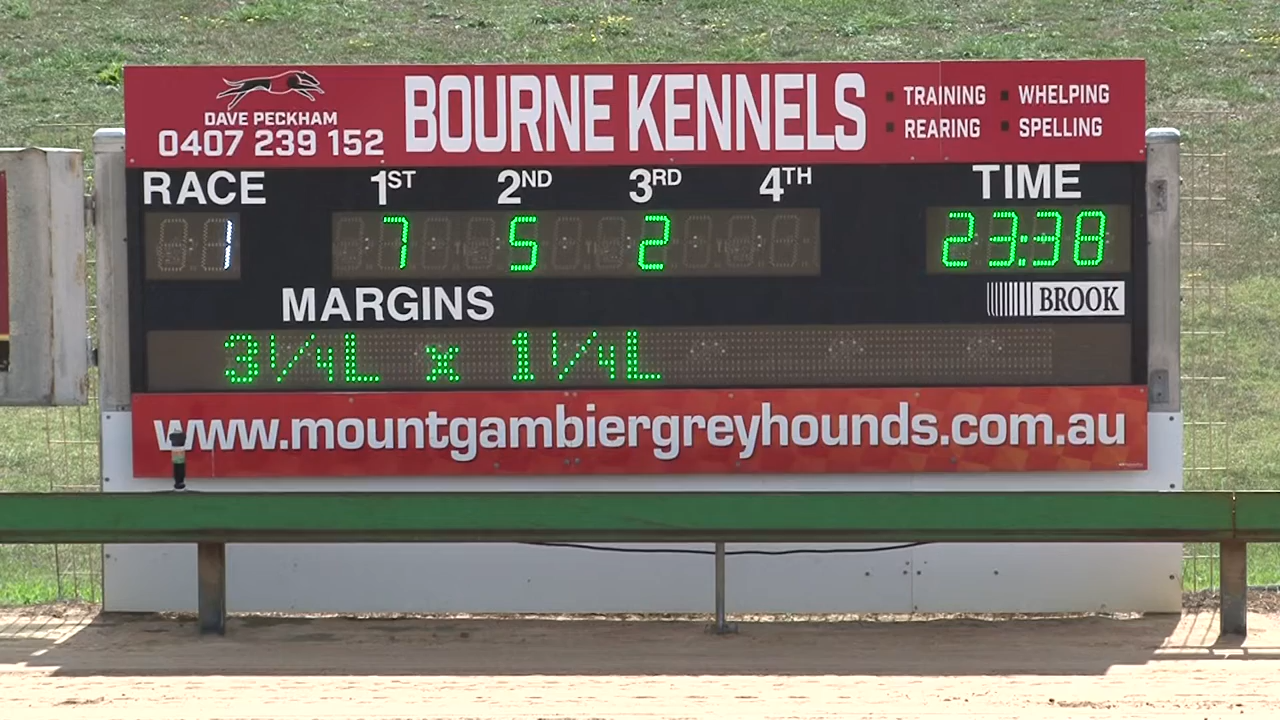 DAVE PECKHAM
0407 239 152
BOURNE KENNELS
TRAINING WHELPING
REARING SPELLING
RACE 1ST 2ND 3RD 4TH TIME
1 7 5 2 23:38
MARGINS
BROOK
3¼L x 1¼L
www.mountgambiergreyhounds.com.au